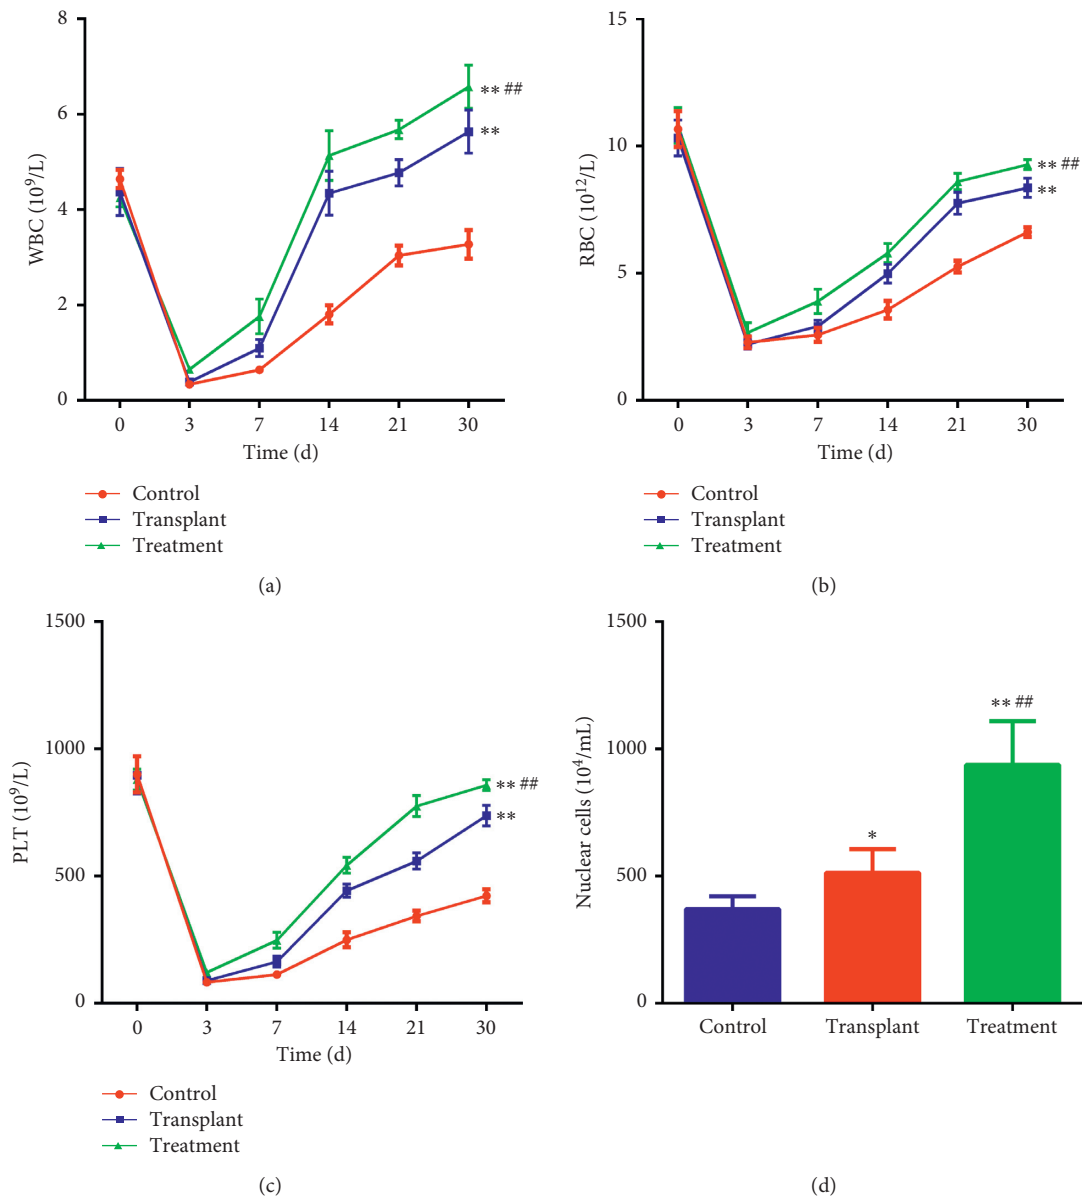 8
6
4
2
0
WBC (10⁹/L)
** ##
**
0 3 7 14 21 30
Time (d)
Control
Transplant
Treatment
(a)
15
10
5
0
RBC (10¹²/L)
** ##
**
0 3 7 14 21 30
Time (d)
Control
Transplant
Treatment
(b)
1500
1000
500
0
PLT (10⁹/L)
** ##
**
0 3 7 14 21 30
Time (d)
Control
Transplant
Treatment
(c)
1500
1000
500
0
Nuclear cells (10⁴/mL)
*
** ##
Control Transplant Treatment
(d)